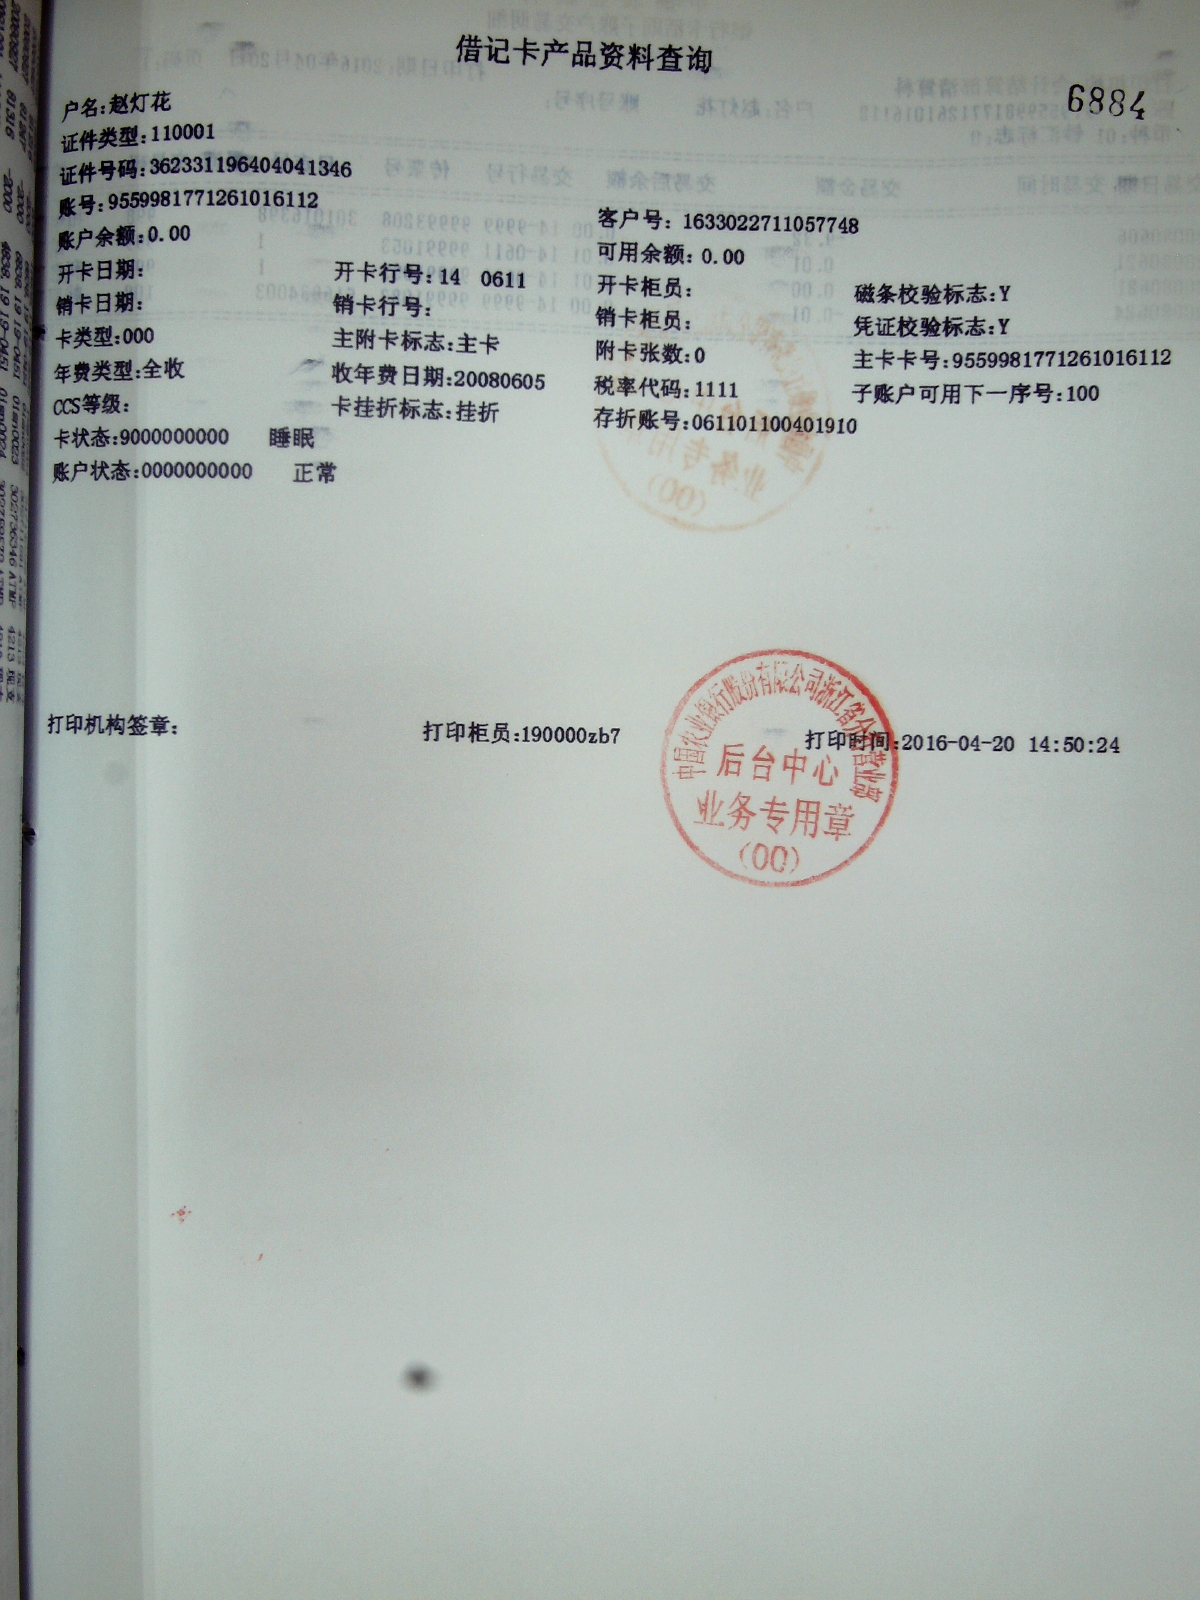 借记卡产品资料查询
6884
户名:赵灯花
证件类型:110001
证件号码:362331196404041346
账号:9559981771261016112 客户号: 1633022711057748
账户余额:0.00 可用余额: 0.00
开卡日期: 开卡行号:14 0611 开卡柜员: 磁条校验标志:Y
销卡日期: 销卡行号: 销卡柜员: 凭证校验标志:Y
卡类型:000 主附卡标志:主卡 附卡张数:0 主卡卡号:9559981771261016112
年费类型:全收 收年费日期:20080605 税率代码:1111 子账户可用下一序号:100
CCS等级: 卡挂折标志:挂折 存折账号:061101100401910
卡状态:9000000000 睡眠
账户状态:0000000000 正常
打印机构签章: 打印柜员:190000zb7 打印时间:2016-04-20 14:50:24
中国农业银行股份有限公司浙江省分行营业部
后台中心
业务专用章
(00)